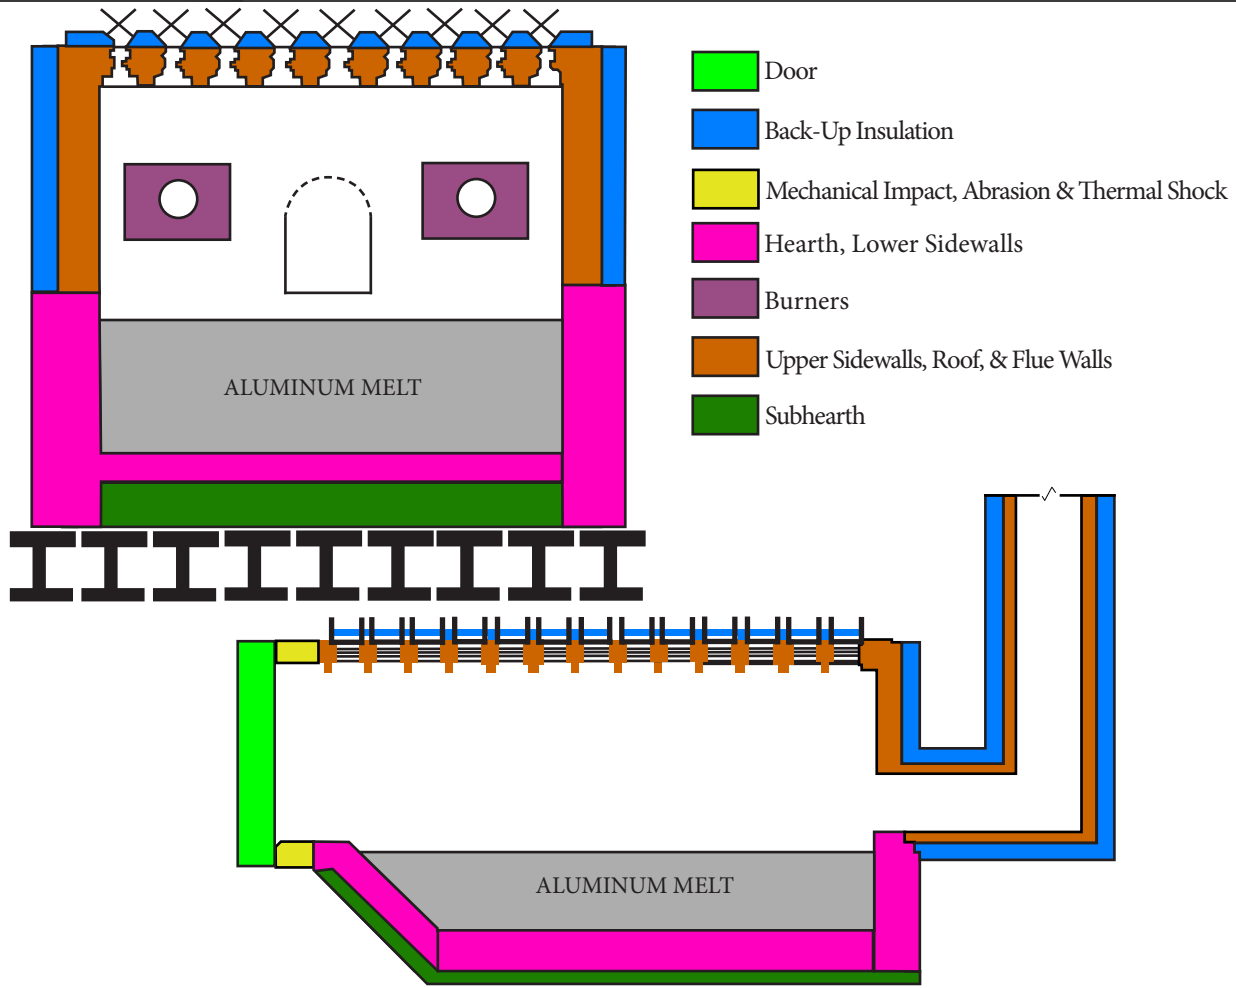 Door
Back-Up Insulation
Mechanical Impact, Abrasion & Thermal Shock
Hearth, Lower Sidewalls
Burners
Upper Sidewalls, Roof, & Flue Walls
Subhearth
ALUMINUM MELT
ALUMINUM MELT